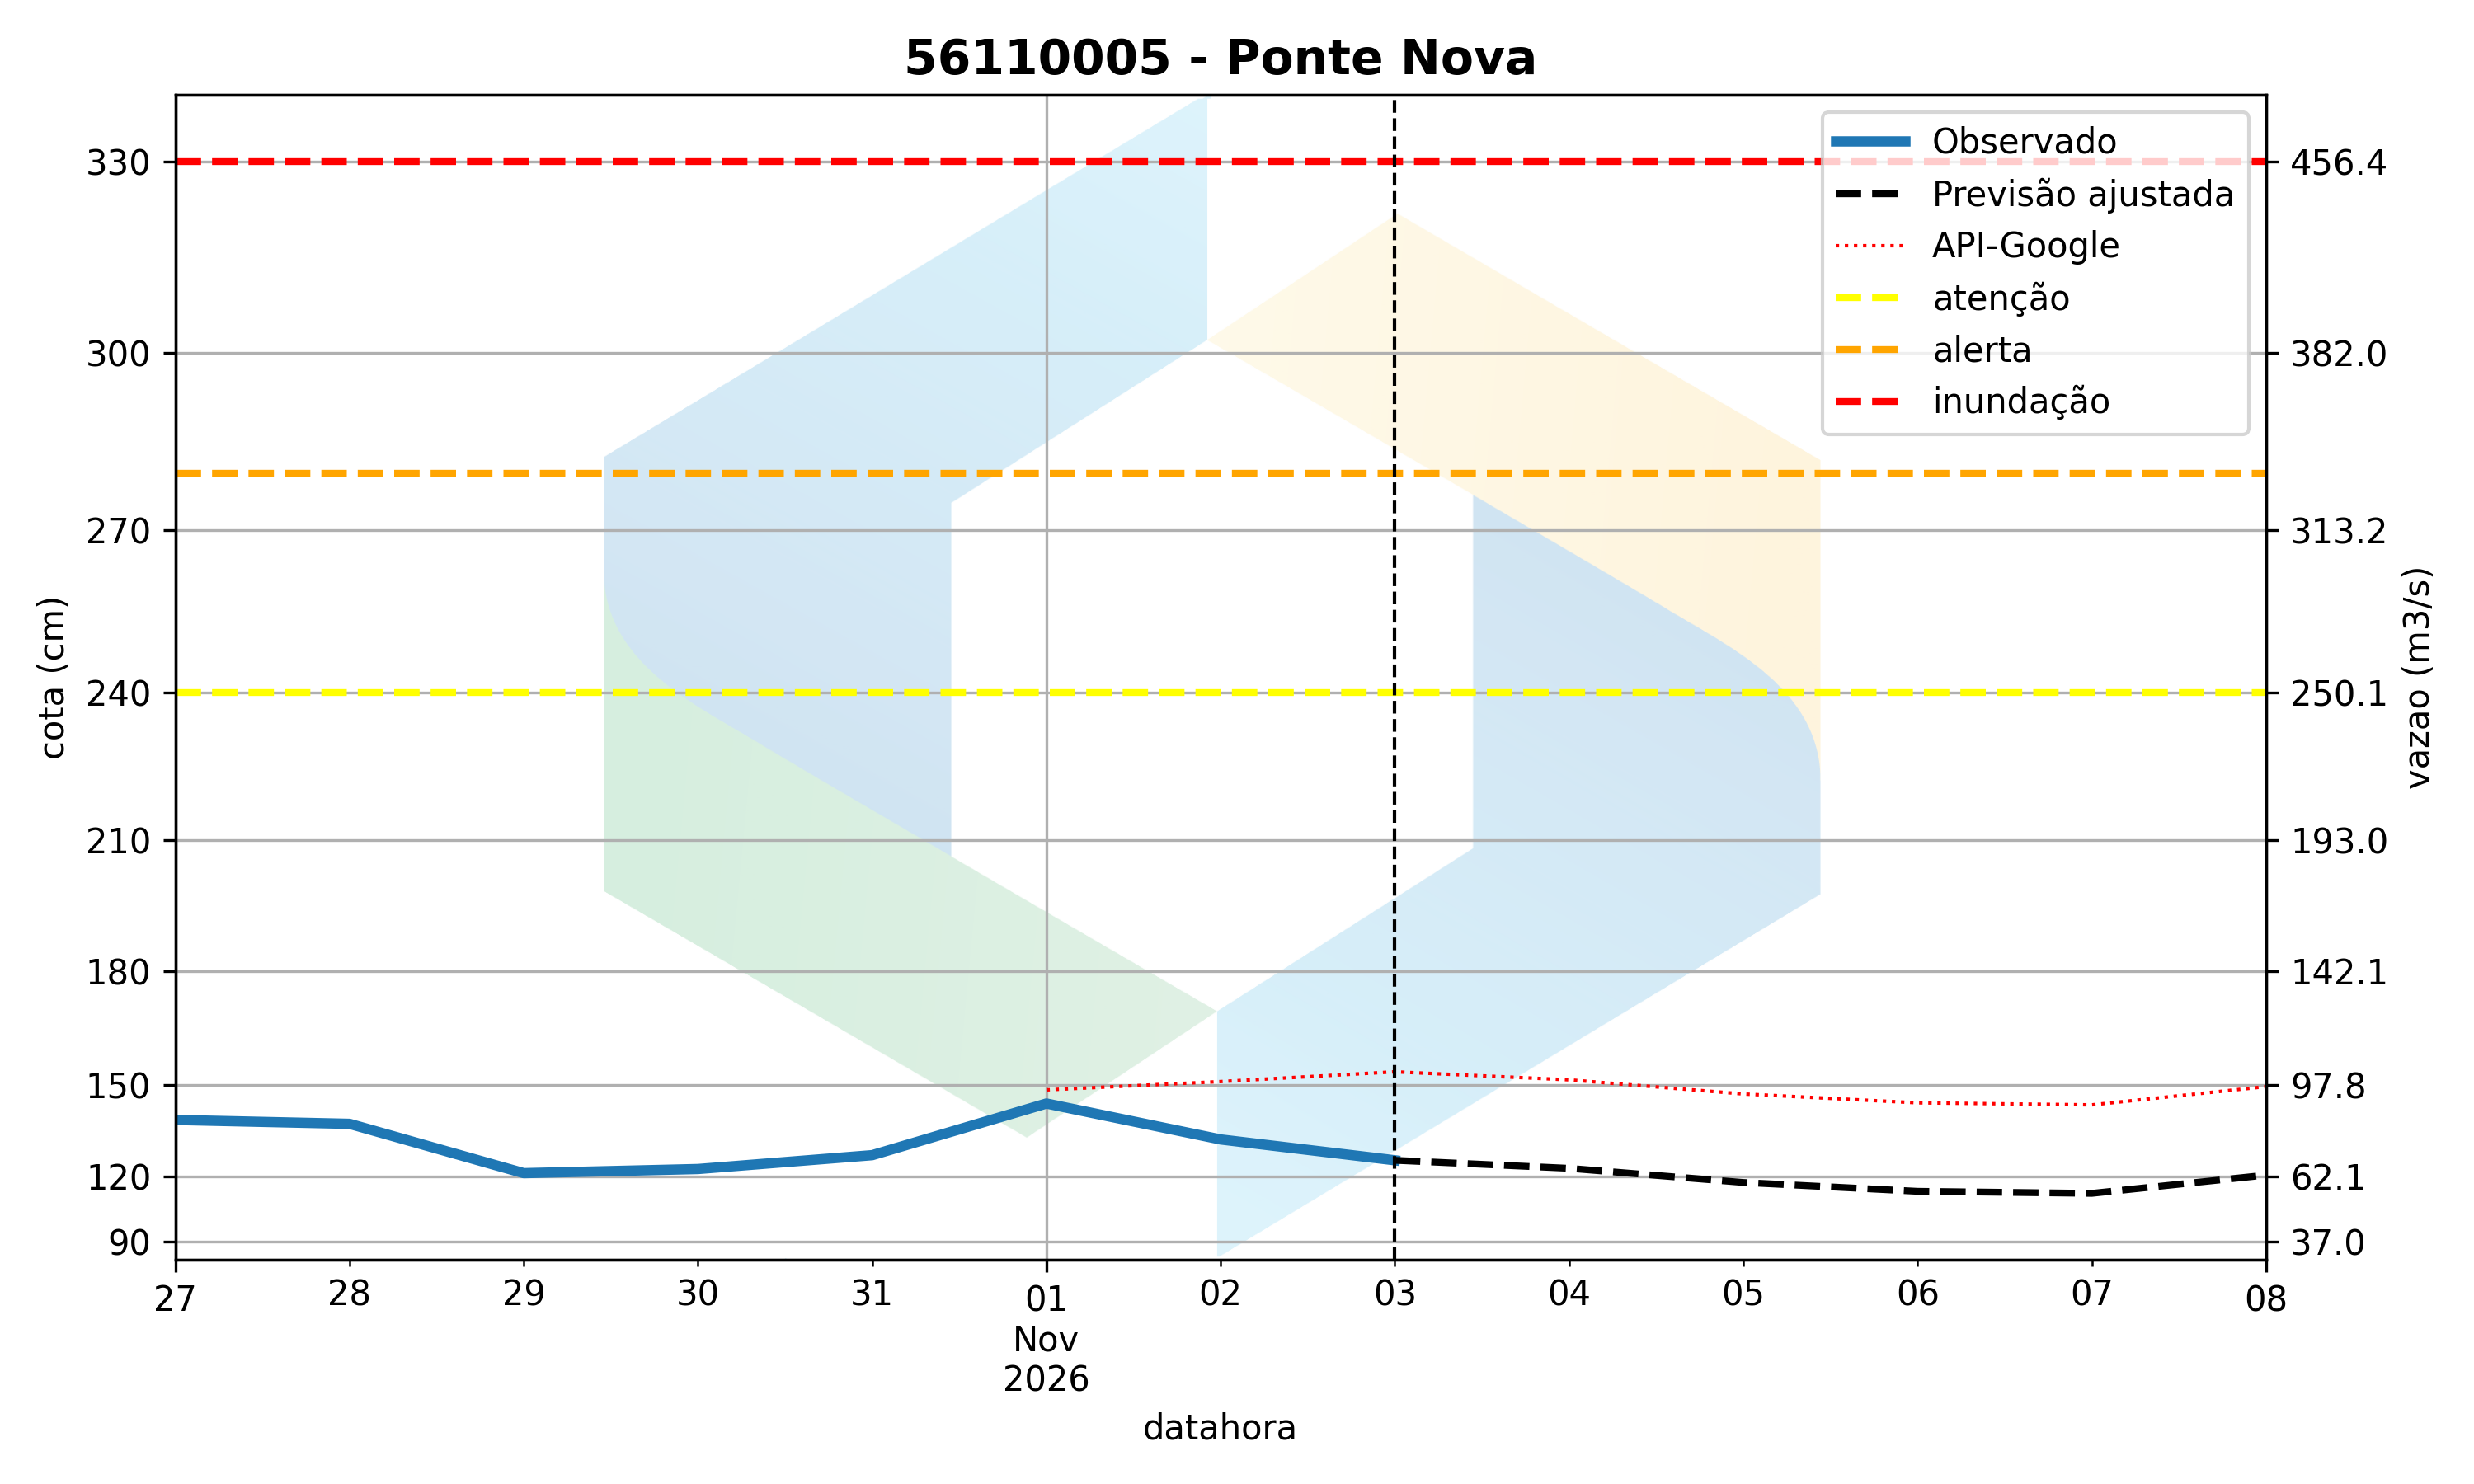 56110005 - Ponte Nova
Observado
Previsão ajustada
API-Google
atenção
alerta
inundação
330
300
270
240
210
180
150
120
90
cota (cm)
456.4
382.0
313.2
250.1
193.0
142.1
97.8
62.1
37.0
vazao (m3/s)
27 28 29 30 31 01 02 03 04 05 06 07 08
Nov
2026
datahora